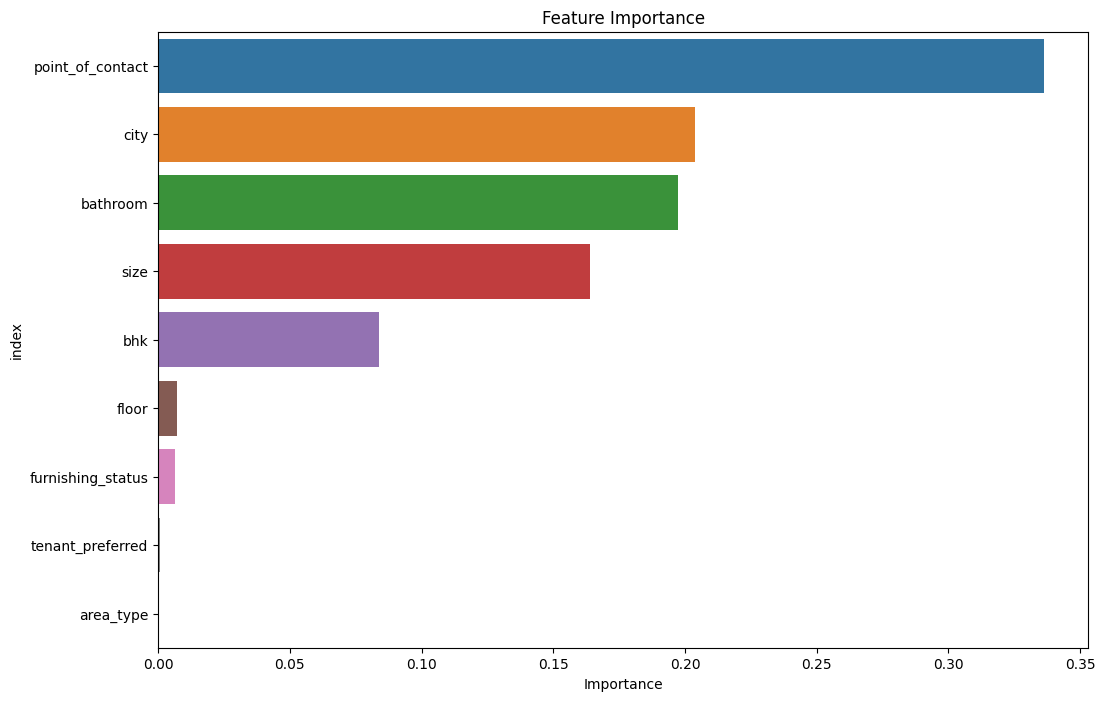 Feature Importance
point_of_contact
city
bathroom
size
bhk
floor
furnishing_status
tenant_preferred
area_type
index
0.00 0.05 0.10 0.15 0.20 0.25 0.30 0.35
Importance